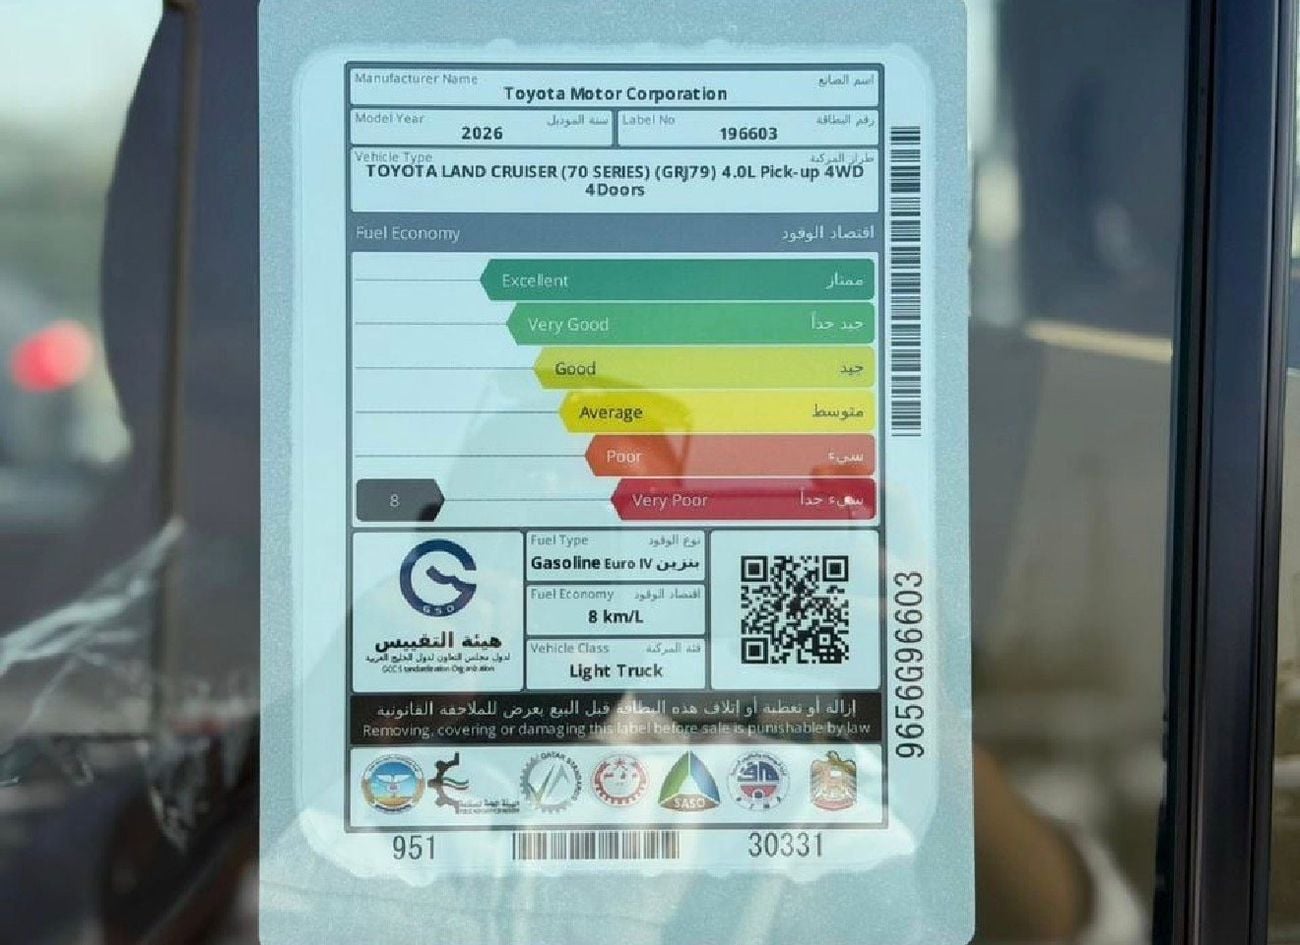 Manufacturer Name اسم الصانع
Toyota Motor Corporation
Model Year سنة الموديل
2026
Label No رقم البطاقة
196603
Vehicle Type طراز المركبة
TOYOTA LAND CRUISER (70 SERIES) (GRJ79) 4.0L Pick-up 4WD
4Doors
Fuel Economy اقتصاد الوقود
Excellent ممتاز
Very Good جيد جداً
Good جيد
Average متوسط
Poor سيء
8 Very Poor سيء جداً
GSO
هيئة التقييس
لدول مجلس التعاون لدول الخليج العربية
GCC Standardization Organization
Fuel Type نوع الوقود
Gasoline Euro IV بنزين
Fuel Economy اقتصاد الوقود
8 km/L
Vehicle Class فئة المركبة
Light Truck
9656G96603
إزالة أو تغطية أو إتلاف هذه البطاقة قبل البيع يعرض للملاحقة القانونية
Removing, covering or damaging this label before sale is punishable by law
QATAR STANDARDS
SASO
951 30331